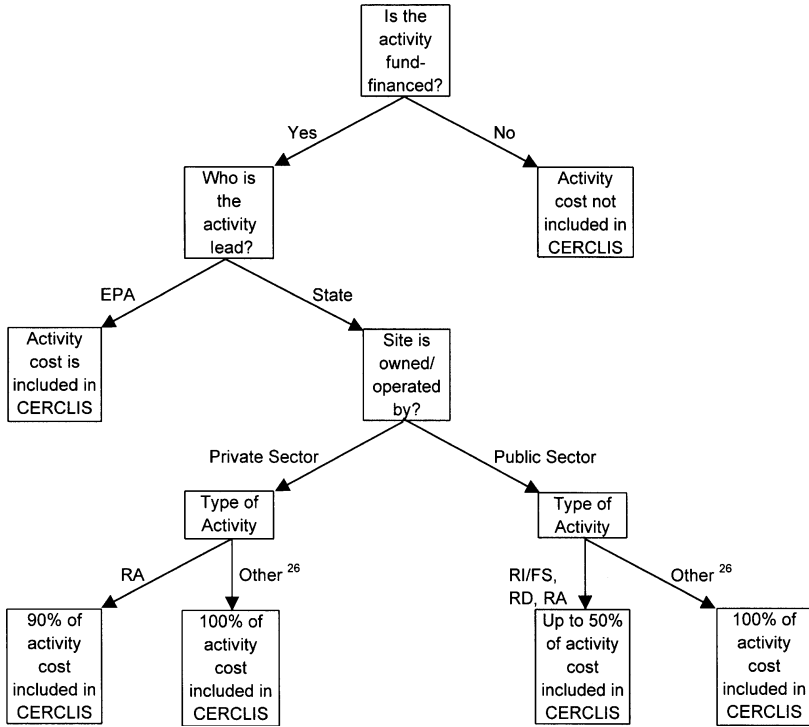 Is the
activity
fund-
financed?
Yes
No
Who is
the
activity
lead?
Activity
cost not
included in
CERCLIS
EPA
State
Activity
cost is
included in
CERCLIS
Site is
owned/
operated
by?
Private Sector
Public Sector
Type of
Activity
Type of
Activity
RA
Other 26
RI/FS,
RD, RA
Other 26
90% of
activity
cost
included in
CERCLIS
100% of
activity
cost
included in
CERCLIS
Up to 50%
of activity
cost
included in
CERCLIS
100% of
activity
cost
included in
CERCLIS